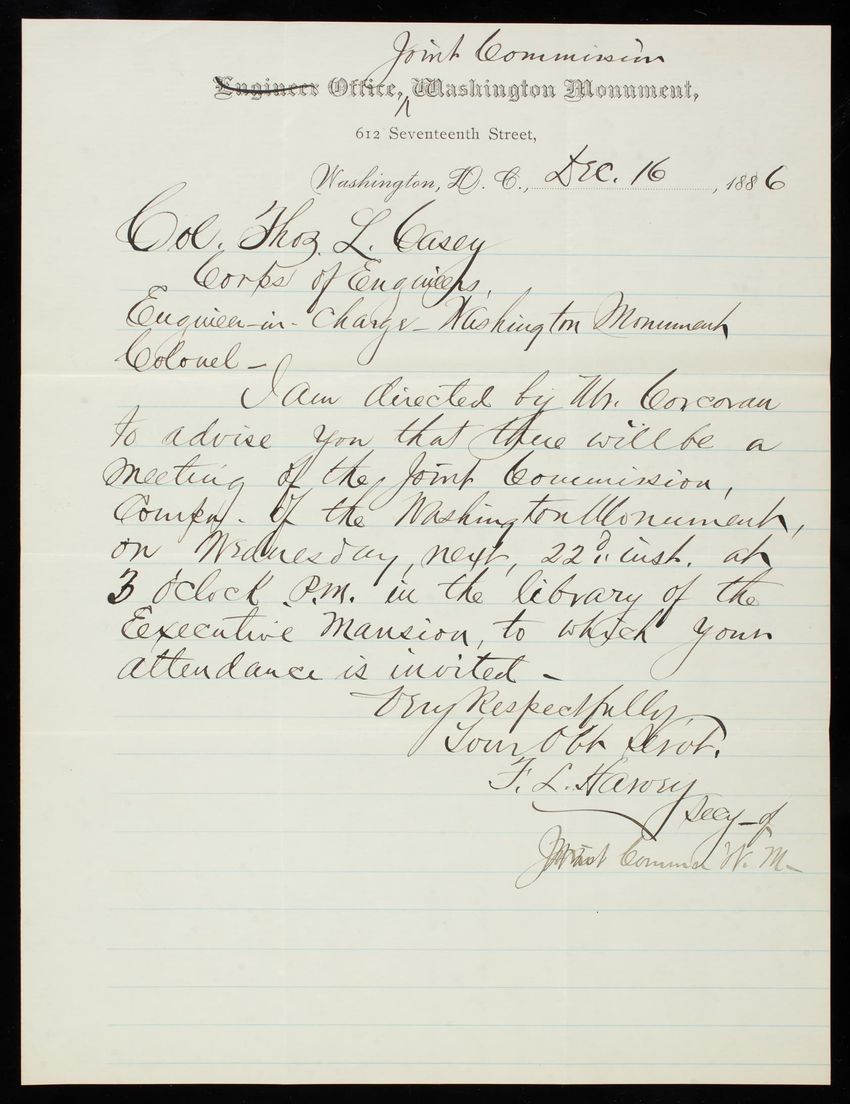 Joint Commission
Engineer Office, Washington Monument,
612 Seventeenth Street,
Washington, D. C., Dec. 16, 1886
Col. Thos. L. Casey
Corps of Engineers,
Engineer-in-Charge-Washington Monument
Colonel-
I am directed by Mr. Corcoran
to advise you that there will be a
meeting of the Joint Commission,
Compn. of the Washington Monument,
on Wednesday, next, 22d. inst. at
3 o'clock P.M. in the library of the
Eexecutive Mansion, to which your
attendance is invited -
Very Respectfully,
Your Obt Servt.
F. L. Harvey
Secy-of
Joint Commn W. M-